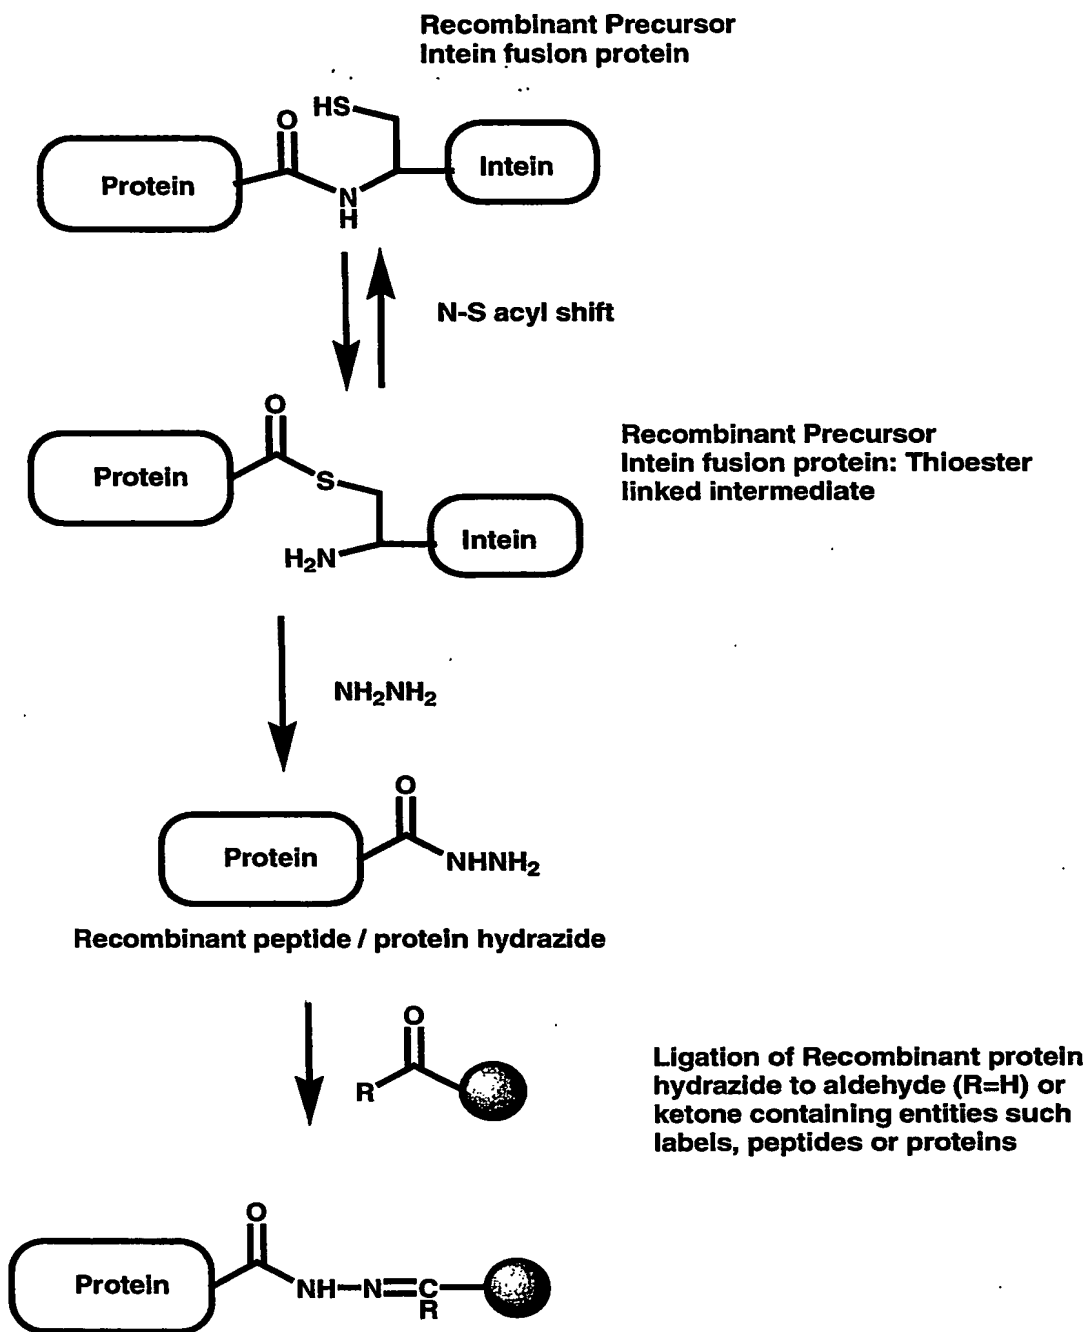 Recombinant Precursor
Intein fusion protein
HS
O
Protein
N
H
Intein
N-S acyl shift
O
Protein
S
H₂N
Intein
Recombinant Precursor
Intein fusion protein: Thioester
linked intermediate
NH₂NH₂
O
Protein
NHNH₂
Recombinant peptide / protein hydrazide
O
R
Ligation of Recombinant protein
hydrazide to aldehyde (R=H) or
ketone containing entities such
labels, peptides or proteins
O
Protein
NH-N=C
R